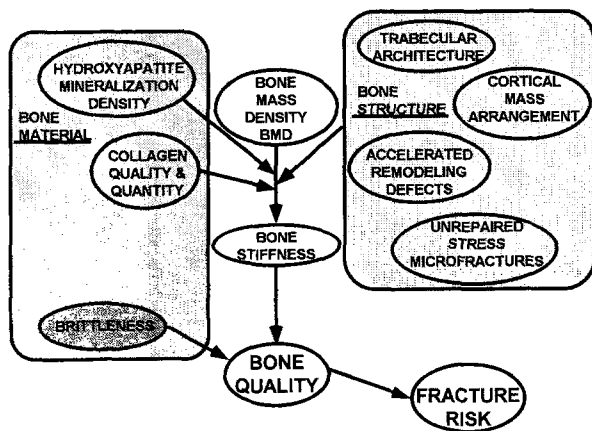 HYDROXYAPATITE
MINERALIZATION
DENSITY
BONE
MATERIAL
COLLAGEN
QUALITY &
QUANTITY
BRITTLENESS
BONE
MASS
DENSITY
BMD
BONE
STIFFNESS
BONE
QUALITY
BONE
STRUCTURE
TRABECULAR
ARCHITECTURE
CORTICAL
MASS
ARRANGEMENT
ACCELERATED
REMODELING
DEFECTS
UNREPAIRED
STRESS
MICROFRACTURES
FRACTURE
RISK